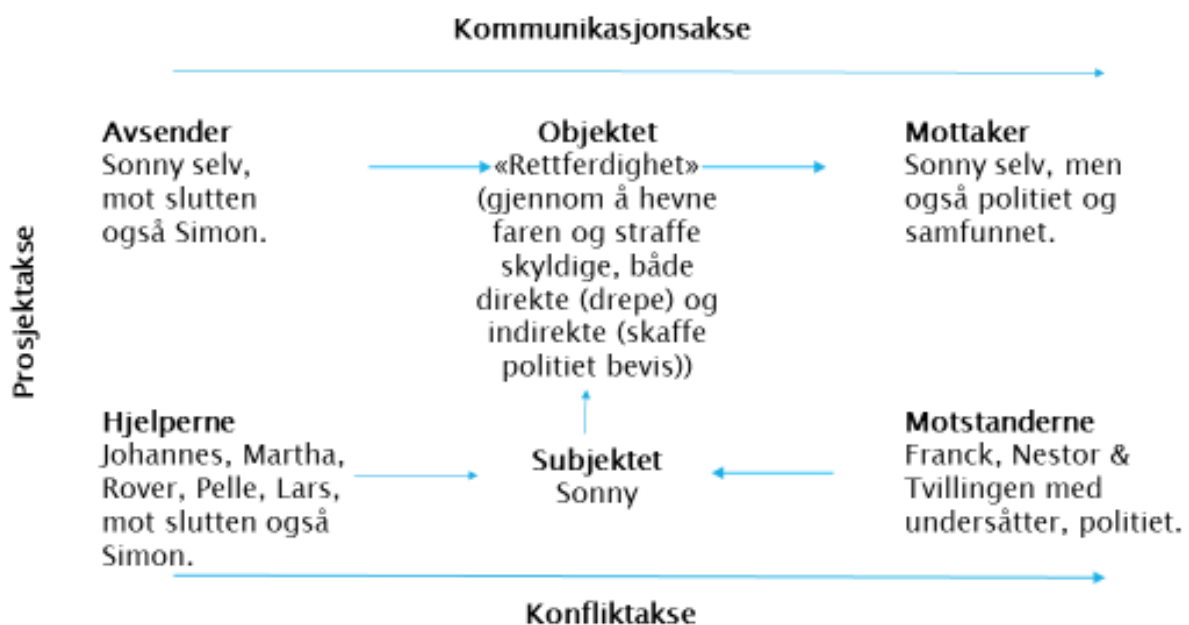 Kommunikasjonsakse
Avsender
Sonny selv,
mot slutten
også Simon.
Objektet
«Rettferdighet»
(gjennom å hevne
faren og straffe
skyldige, både
direkte (drepe) og
indirekte (skaffe
politiet bevis))
Mottaker
Sonny selv, men
også politiet og
samfunnet.
Prosjektakse
Hjelperne
Johannes, Martha,
Rover, Pelle, Lars,
mot slutten også
Simon.
Subjektet
Sonny
Motstanderne
Franck, Nestor &
Tvillingen med
undersåtter, politiet.
Konfliktakse